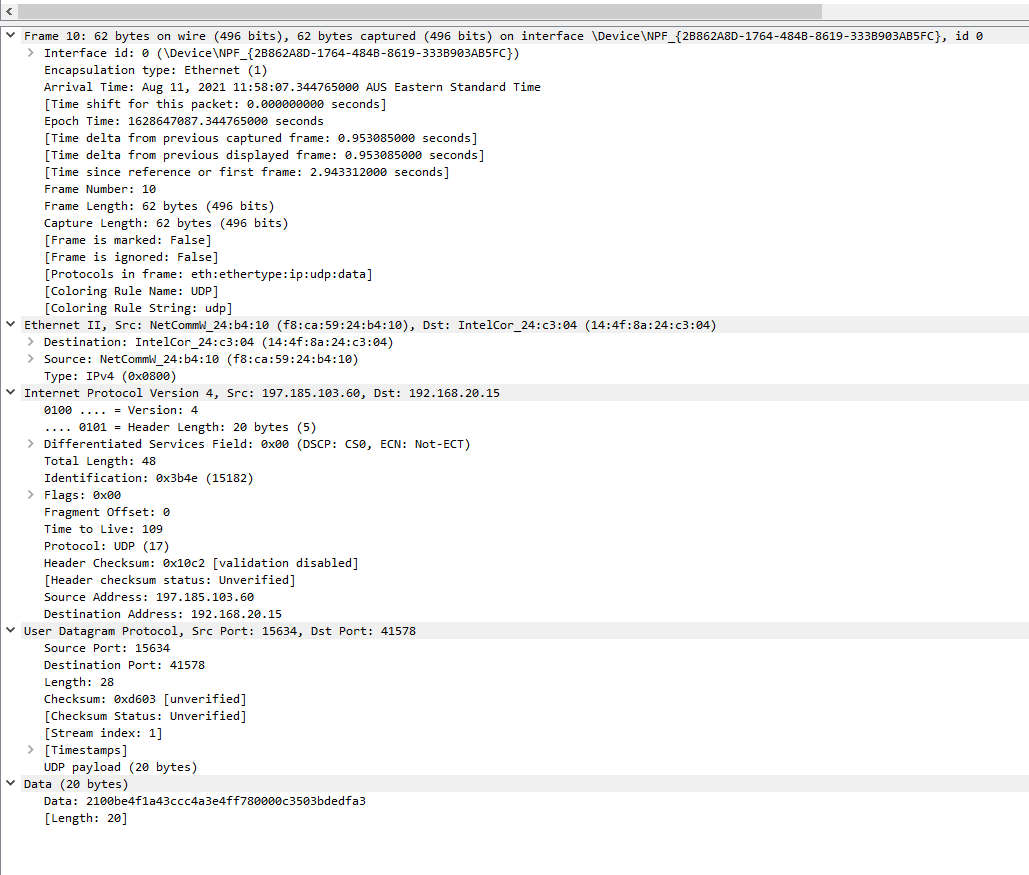 Frame 10: 62 bytes on wire (496 bits), 62 bytes captured (496 bits) on interface \Device\NPF_{2B862A8D-1764-484B-8619-333B903AB5FC}, id 0
Interface id: 0 (\Device\NPF_{2B862A8D-1764-484B-8619-333B903AB5FC})
Encapsulation type: Ethernet (1)
Arrival Time: Aug 11, 2021 11:58:07.344765000 AUS Eastern Standard Time
[Time shift for this packet: 0.000000000 seconds]
Epoch Time: 1628647087.344765000 seconds
[Time delta from previous captured frame: 0.953085000 seconds]
[Time delta from previous displayed frame: 0.953085000 seconds]
[Time since reference or first frame: 2.943312000 seconds]
Frame Number: 10
Frame Length: 62 bytes (496 bits)
Capture Length: 62 bytes (496 bits)
[Frame is marked: False]
[Frame is ignored: False]
[Protocols in frame: eth:ethertype:ip:udp:data]
[Coloring Rule Name: UDP]
[Coloring Rule String: udp]
Ethernet II, Src: NetCommW_24:b4:10 (f8:ca:59:24:b4:10), Dst: IntelCor_24:c3:04 (14:4f:8a:24:c3:04)
Destination: IntelCor_24:c3:04 (14:4f:8a:24:c3:04)
Source: NetCommW_24:b4:10 (f8:ca:59:24:b4:10)
Type: IPv4 (0x0800)
Internet Protocol Version 4, Src: 197.185.103.60, Dst: 192.168.20.15
0100 .... = Version: 4
.... 0101 = Header Length: 20 bytes (5)
Differentiated Services Field: 0x00 (DSCP: CS0, ECN: Not-ECT)
Total Length: 48
Identification: 0x3b4e (15182)
Flags: 0x00
Fragment Offset: 0
Time to Live: 109
Protocol: UDP (17)
Header Checksum: 0x10c2 [validation disabled]
[Header checksum status: Unverified]
Source Address: 197.185.103.60
Destination Address: 192.168.20.15
User Datagram Protocol, Src Port: 15634, Dst Port: 41578
Source Port: 15634
Destination Port: 41578
Length: 28
Checksum: 0xd603 [unverified]
[Checksum Status: Unverified]
[Stream index: 1]
[Timestamps]
UDP payload (20 bytes)
Data (20 bytes)
Data: 2100be4f1a43ccc4a3e4ff780000c3503bdedfa3
[Length: 20]